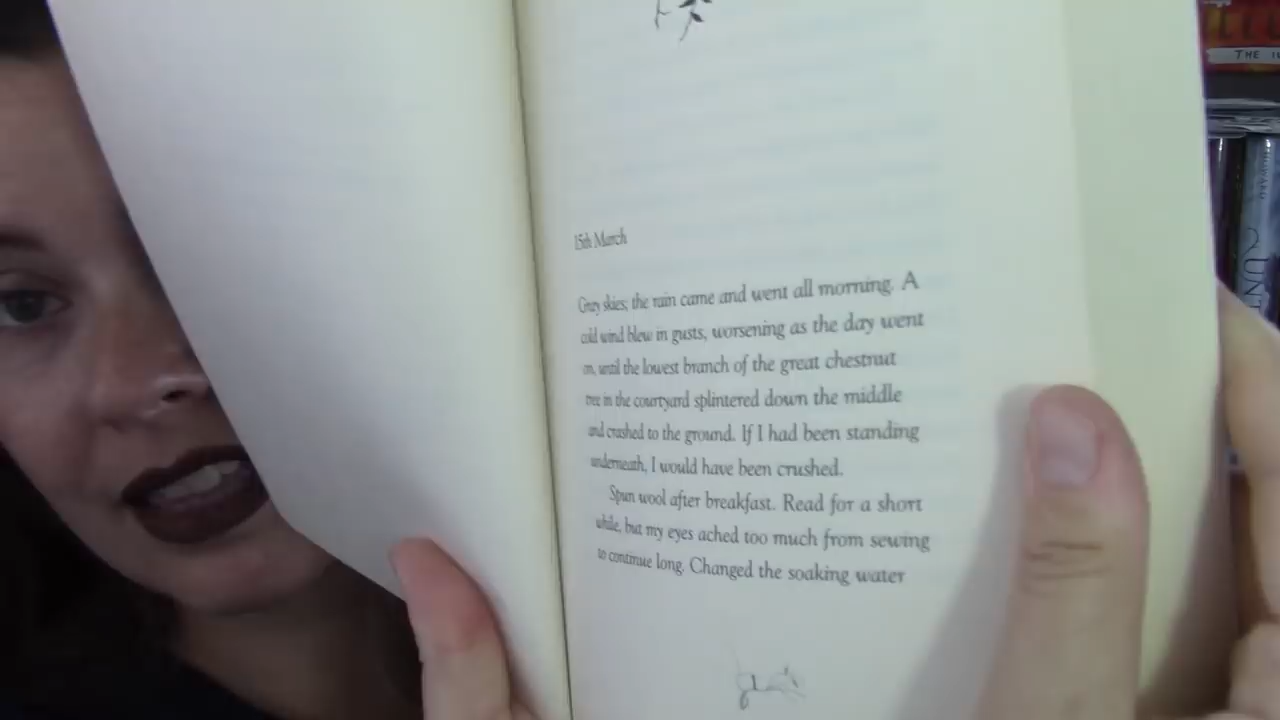 15th March
Gray skies; the rain came and went all morning. A
cold wind blew in gusts, worsening as the day went
on, until the lowest branch of the great chestnut
tree in the courtyard splintered down the middle
and crashed to the ground. If I had been standing
underneath, I would have been crushed.
Spun wool after breakfast. Read for a short
while, but my eyes ached too much from sewing
to continue long. Changed the soaking water
1
THE